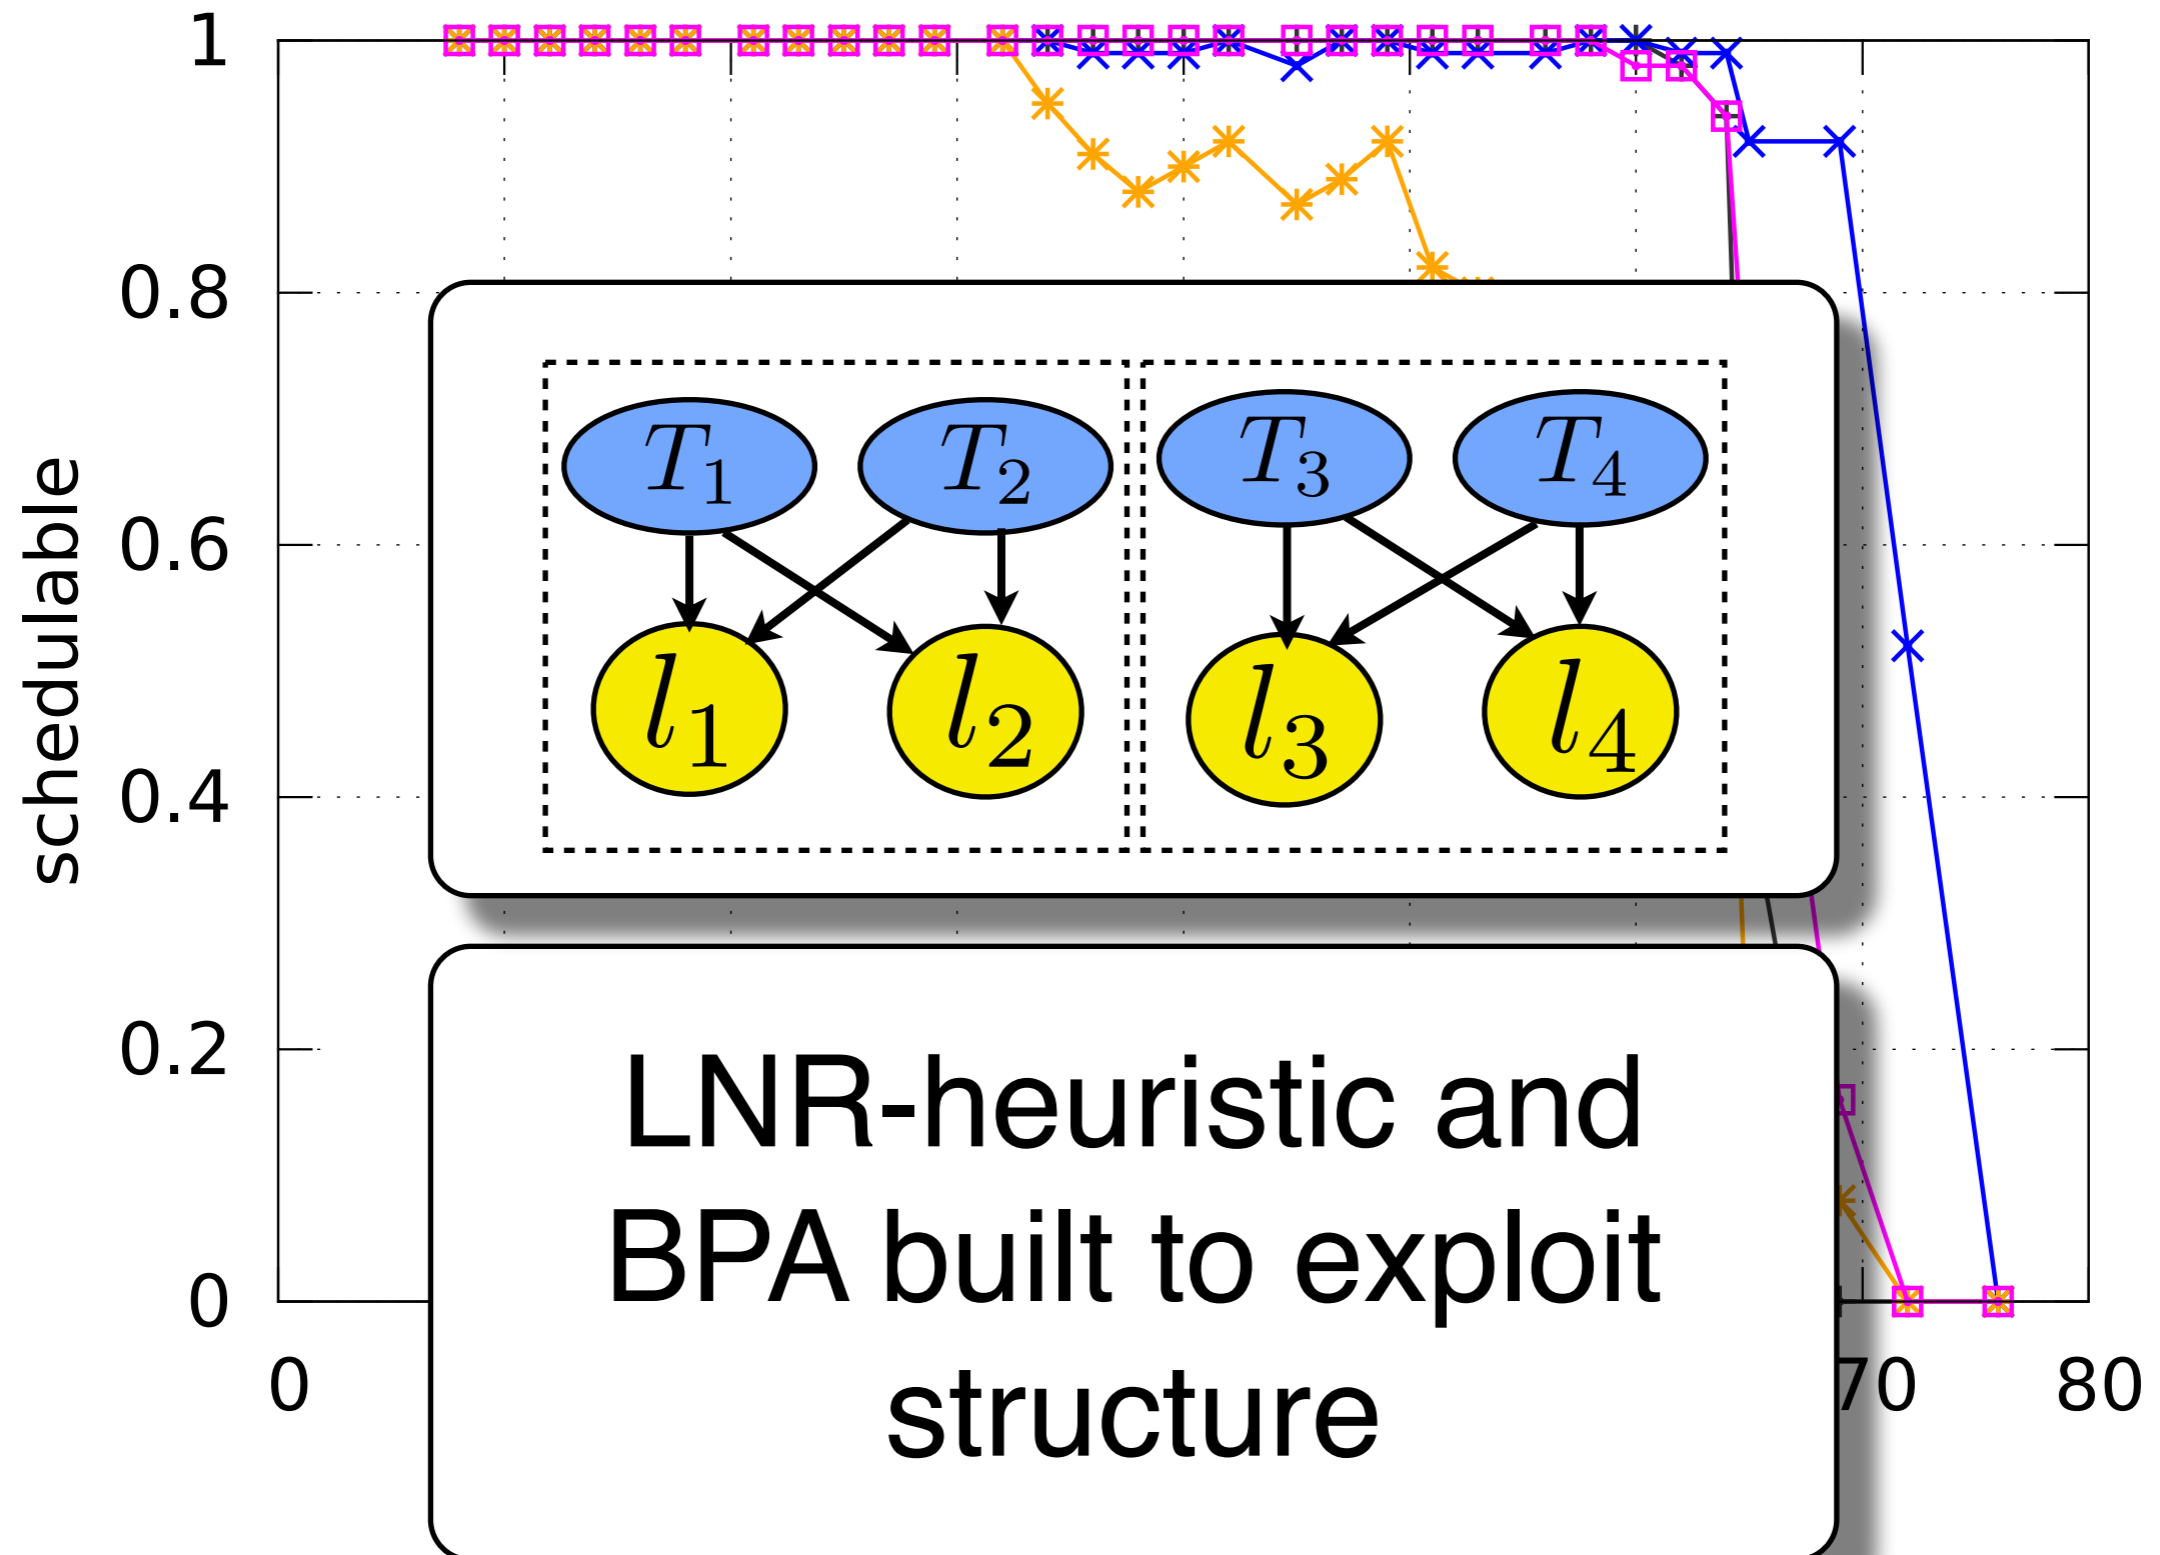 1
0.8
0.6
0.4
0.2
0
schedulable
T1 T2 T3 T4
l1 l2 l3 l4
LNR-heuristic and
BPA built to exploit
structure
0 70 80